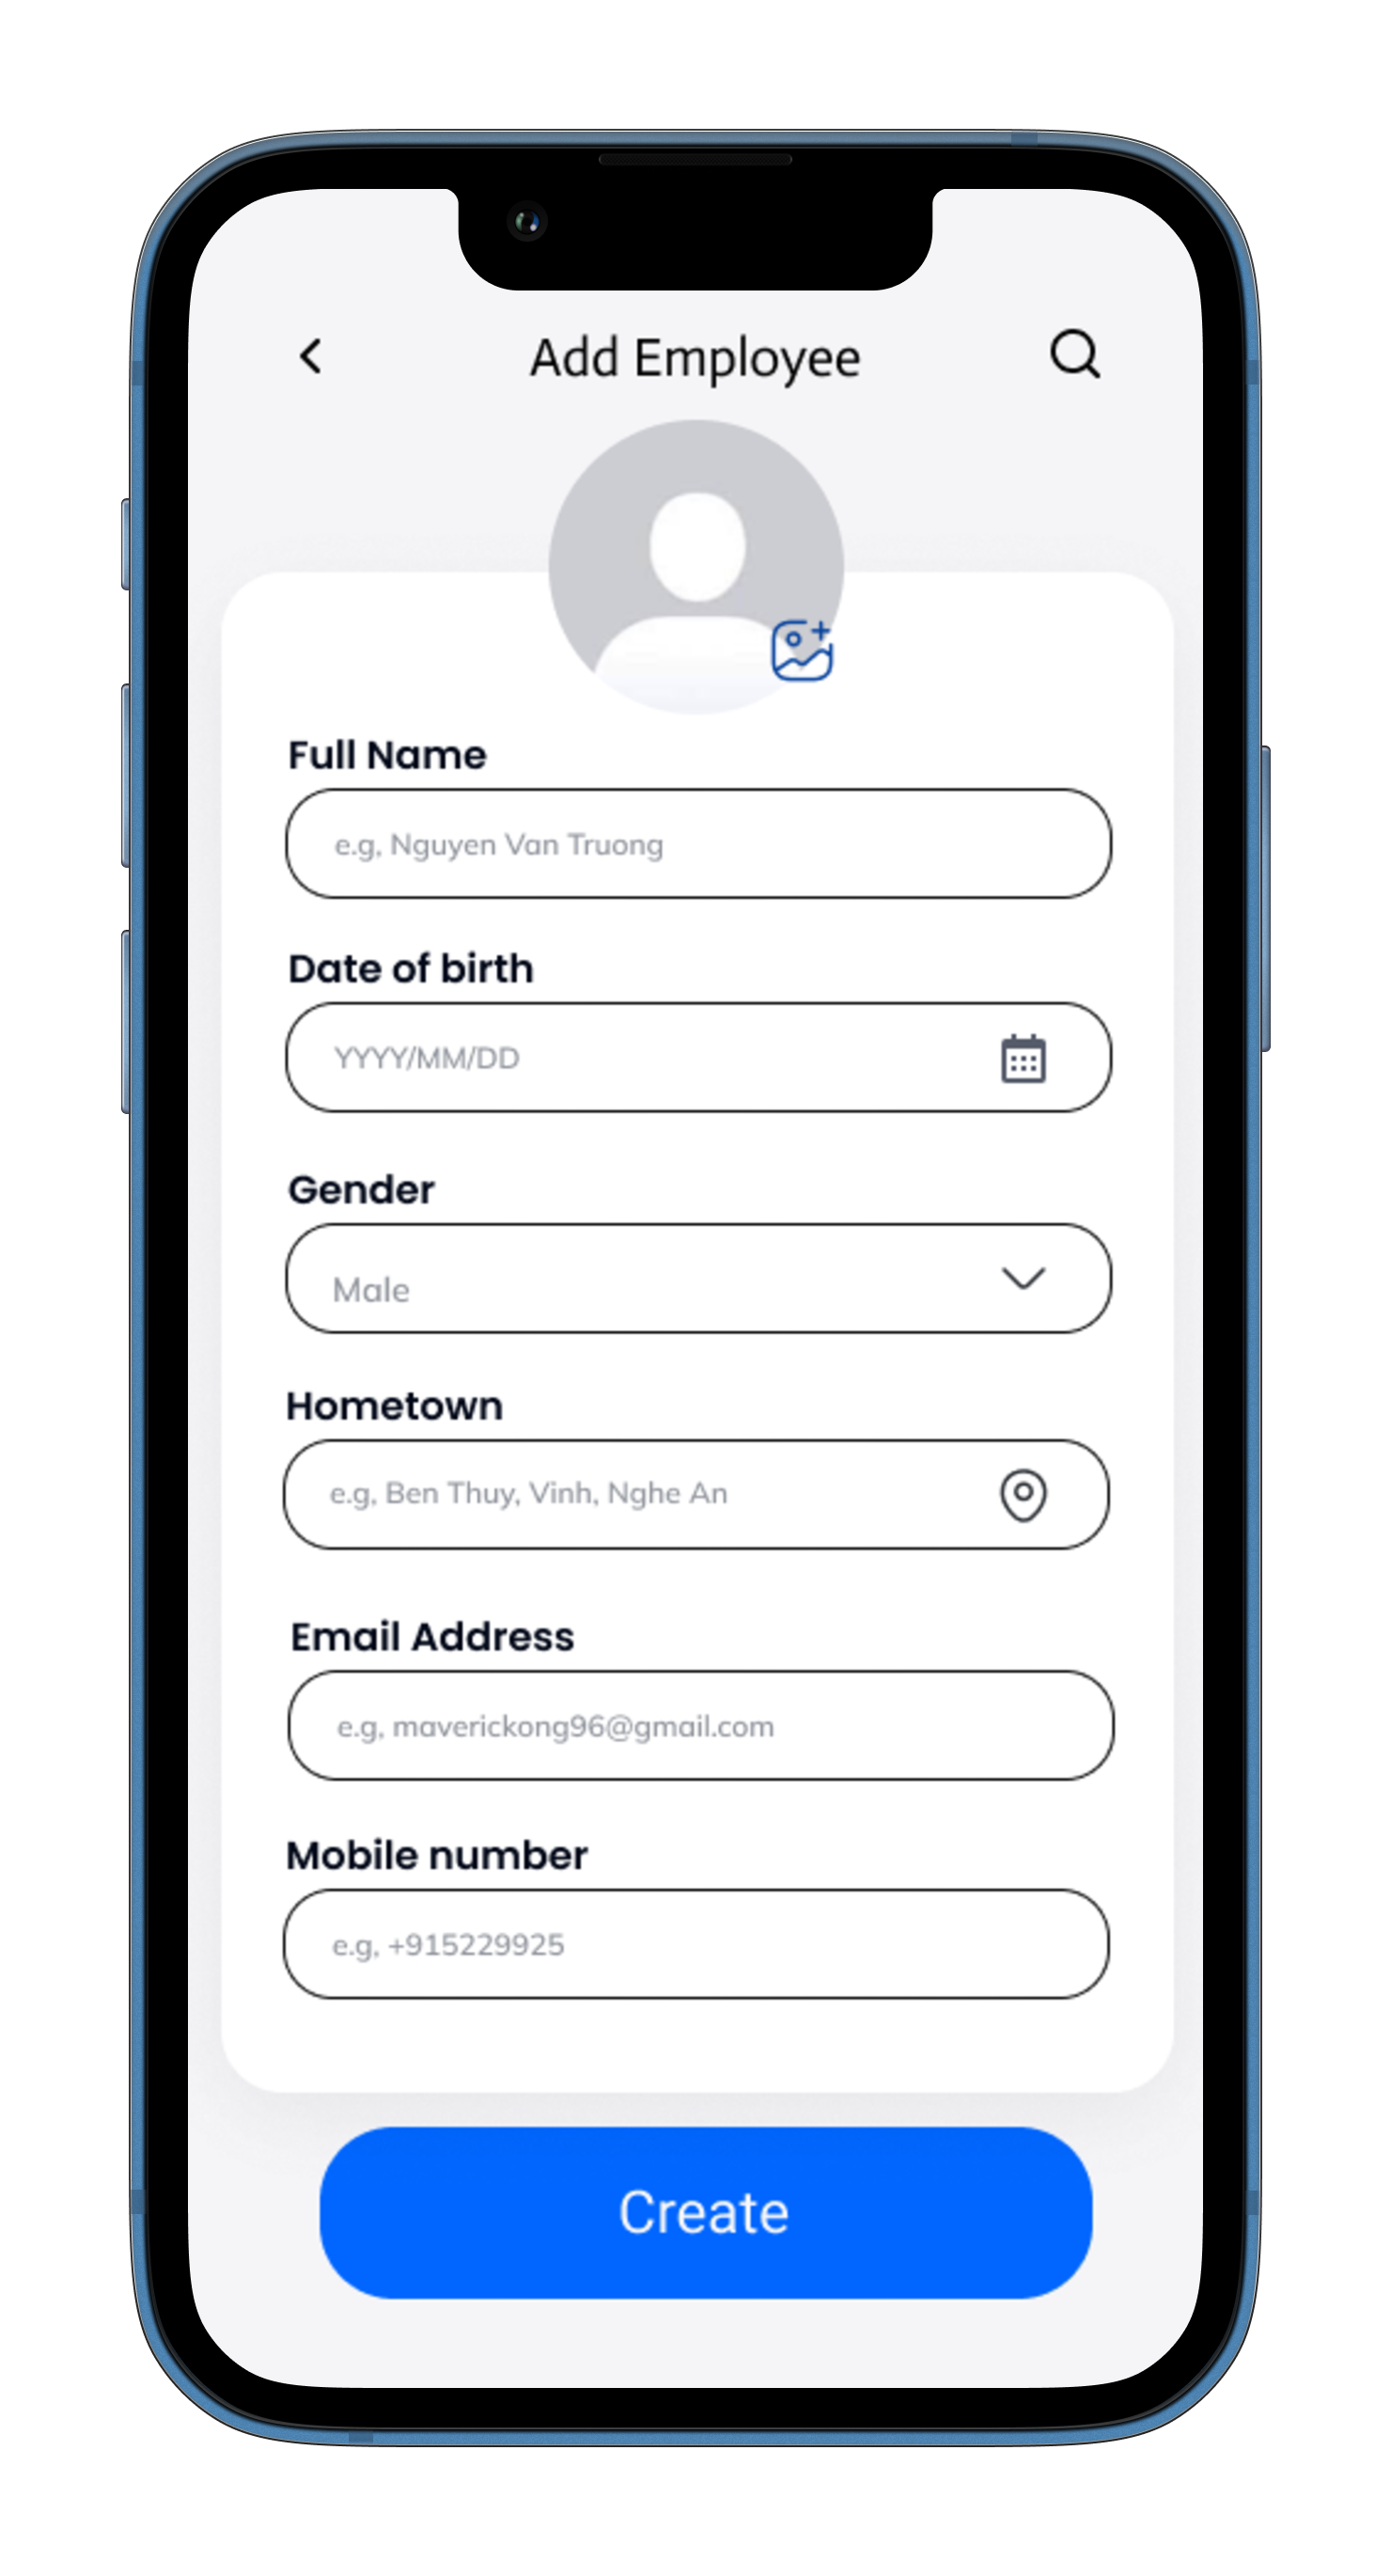 Add Employee
Full Name
e.g, Nguyen Van Truong
Date of birth
YYYY/MM/DD
Gender
Male
Hometown
e.g, Ben Thuy, Vinh, Nghe An
Email Address
e.g, maverickong96@gmail.com
Mobile number
e.g, +915229925
Create